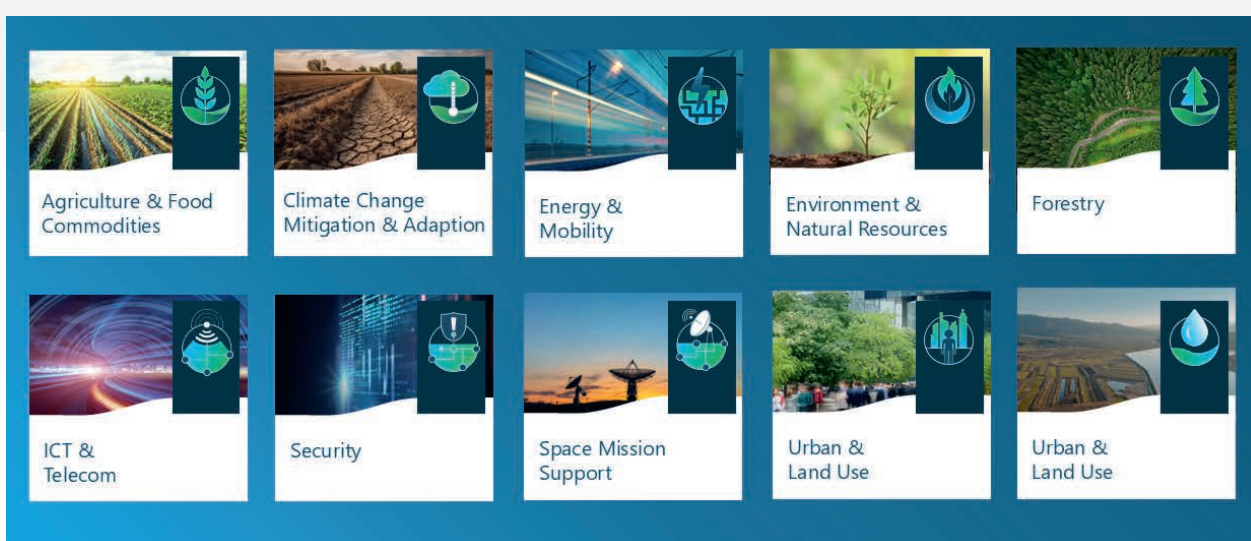 Agriculture & Food
Commodities
Climate Change
Mitigation & Adaption
Energy &
Mobility
Environment &
Natural Resources
Forestry
ICT &
Telecom
Security
Space Mission
Support
Urban &
Land Use
Urban &
Land Use